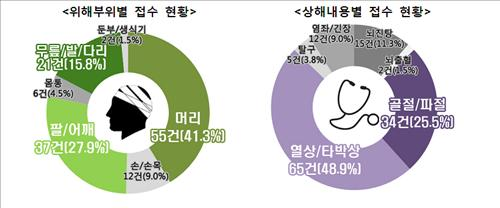 <위해부위별 접수 현황>
둔부/생식기
2건(1.5%)
무릎/발/다리
21건(15.8%)
몸통
6건(4.5%)
머리
55건(41.3%)
팔/어깨
37건(27.9%)
손/손목
12건(9.0%)
<상해내용별 접수 현황>
염좌/긴장
12건(9.0%)
뇌진탕
15건(11.3%)
탈구
5건(3.8%)
뇌출혈
2건(1.5%)
골절/파절
34건(25.5%)
열상/타박상
65건(48.9%)